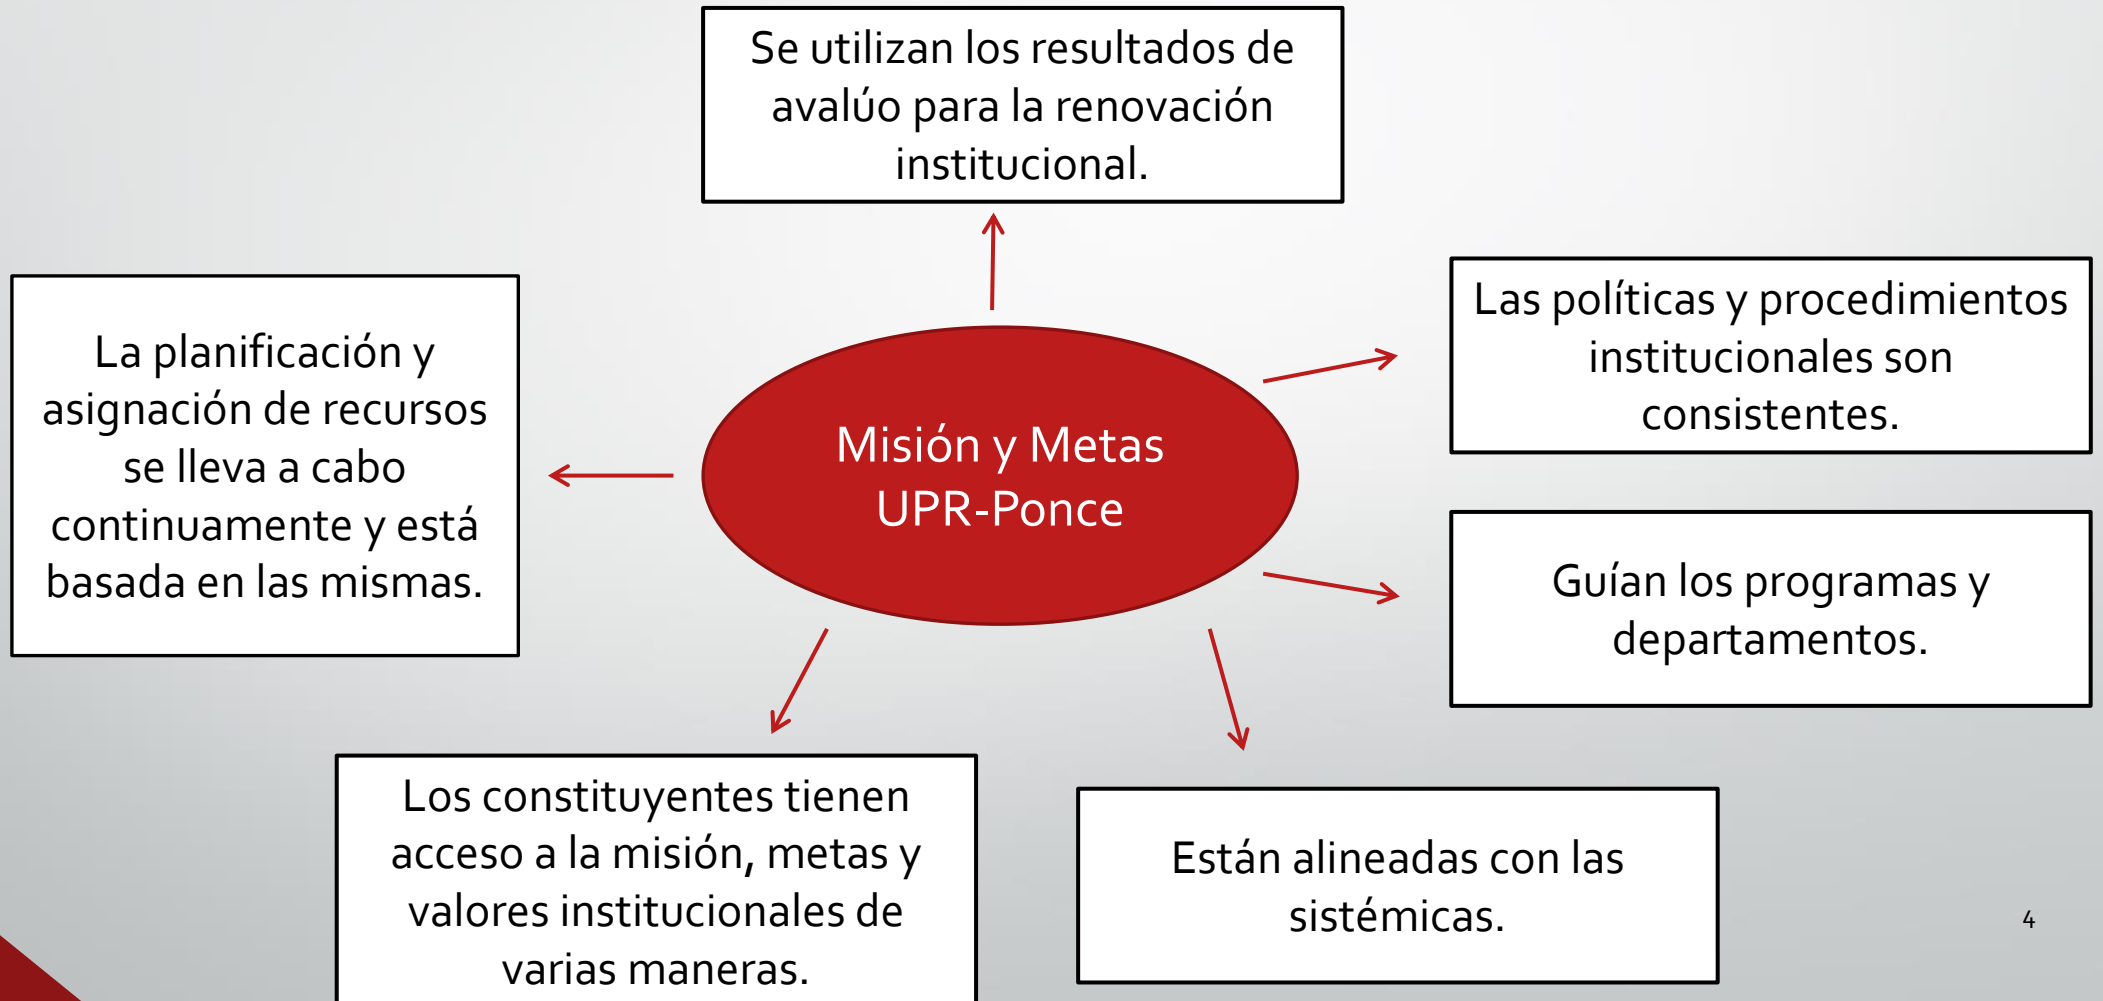 Se utilizan los resultados de
avalúo para la renovación
institucional.
Las políticas y procedimientos
institucionales son
consistentes.
La planificación y
asignación de recursos
se lleva a cabo
continuamente y está
basada en las mismas.
Misión y Metas
UPR-Ponce
Guían los programas y
departamentos.
Los constituyentes tienen
acceso a la misión, metas y
valores institucionales de
varias maneras.
Están alineadas con las
sistémicas.
4